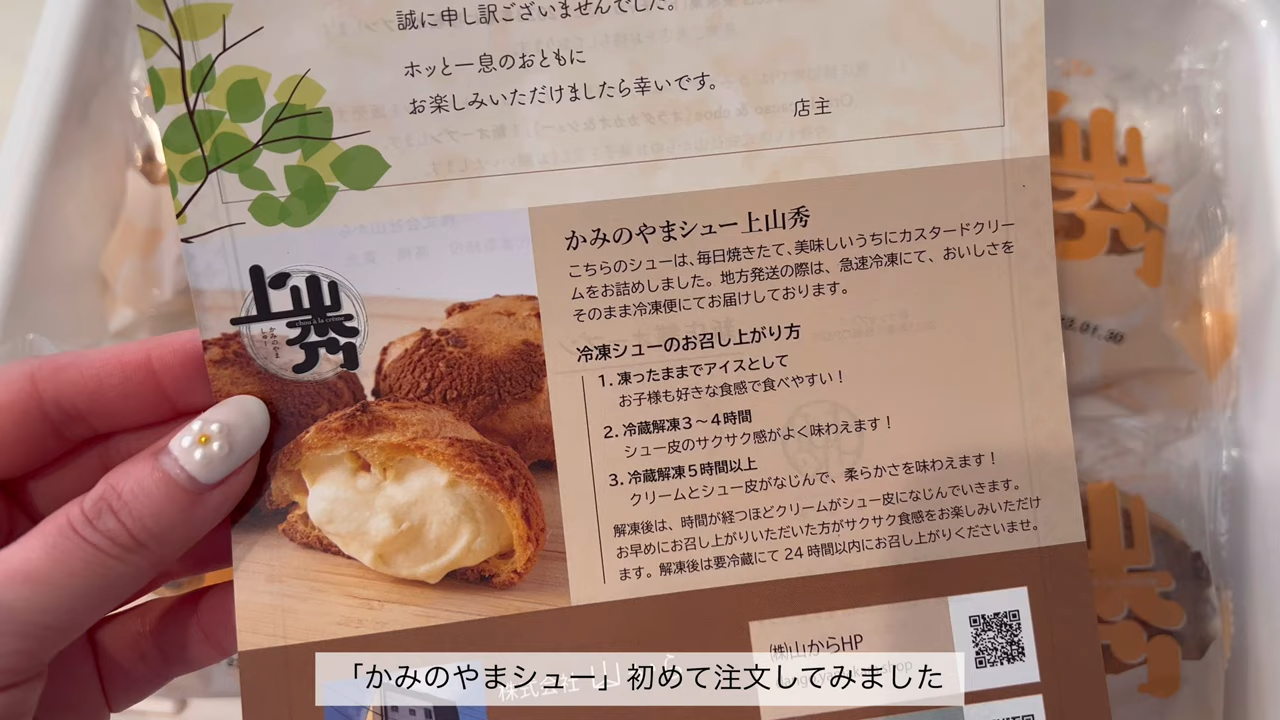 誠に申し訳ございませんでした。
ホッと一息のおともに
お楽しみいただけましたら幸いです。
店主
かみのやまシュー上山秀
こちらのシューは、毎日焼きたて、美味しいうちにカスタードクリー
ムをお詰めしました。地方発送の際は、急速冷凍にて、おいしさを
そのまま冷凍便にてお届けしております。
上山秀
chou à la crème
かみのやま
しゅー
冷凍シューのお召し上がり方
1. 凍ったままでアイスとして
お子様も好きな食感で食べやすい！
2. 冷蔵解凍3～4時間
シュー皮のサクサク感がよく味わえます！
3. 冷蔵解凍5時間以上
クリームとシュー皮がなじんで、柔らかさを味わえます！
解凍後は、時間が経つほどクリームがシュー皮になじんでいきます。
お早めにお召し上がりいただいた方がサクサク食感をお楽しみいただけ
ます。解凍後は要冷蔵にて 24 時間以内にお召し上がりくださいませ。
㈱山からHP
株式会社 山から
「かみのやまシュー」初めて注文してみました
山秀
秀
.01.30